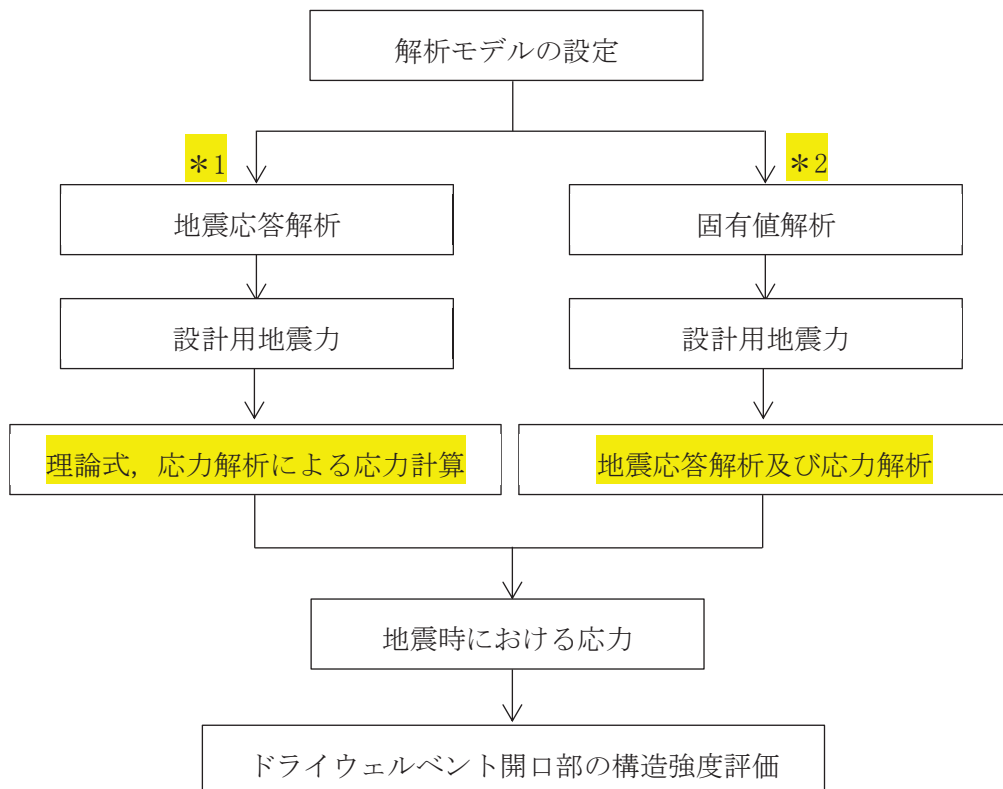 解析モデルの設定
＊1
＊2
地震応答解析
固有値解析
設計用地震力
設計用地震力
理論式，応力解析による応力計算
地震応答解析及び応力解析
地震時における応力
ドライウェルベント開口部の構造強度評価